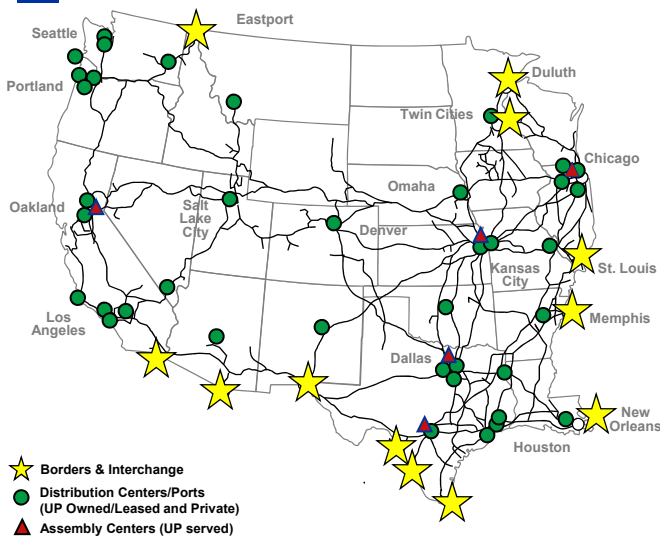 Seattle
Eastport
Portland
Duluth
Twin Cities
Chicago
Omaha
Oakland
Salt
Lake
City
Denver
Kansas
City
St. Louis
Los
Angeles
Memphis
Dallas
New
Orleans
Houston
Borders & Interchange
Distribution Centers/Ports
(UP Owned/Leased and Private)
Assembly Centers (UP served)